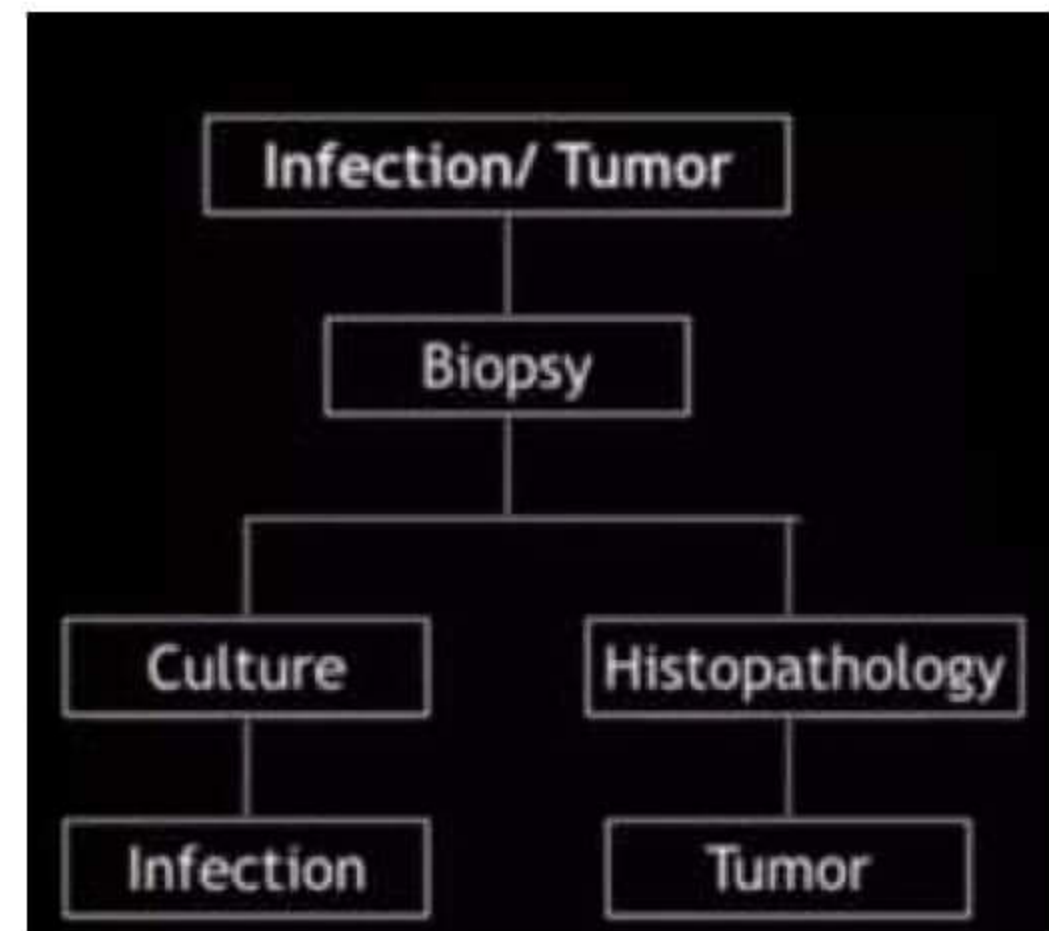 Infection/ Tumor
Biopsy
Culture
Histopathology
Infection
Tumor